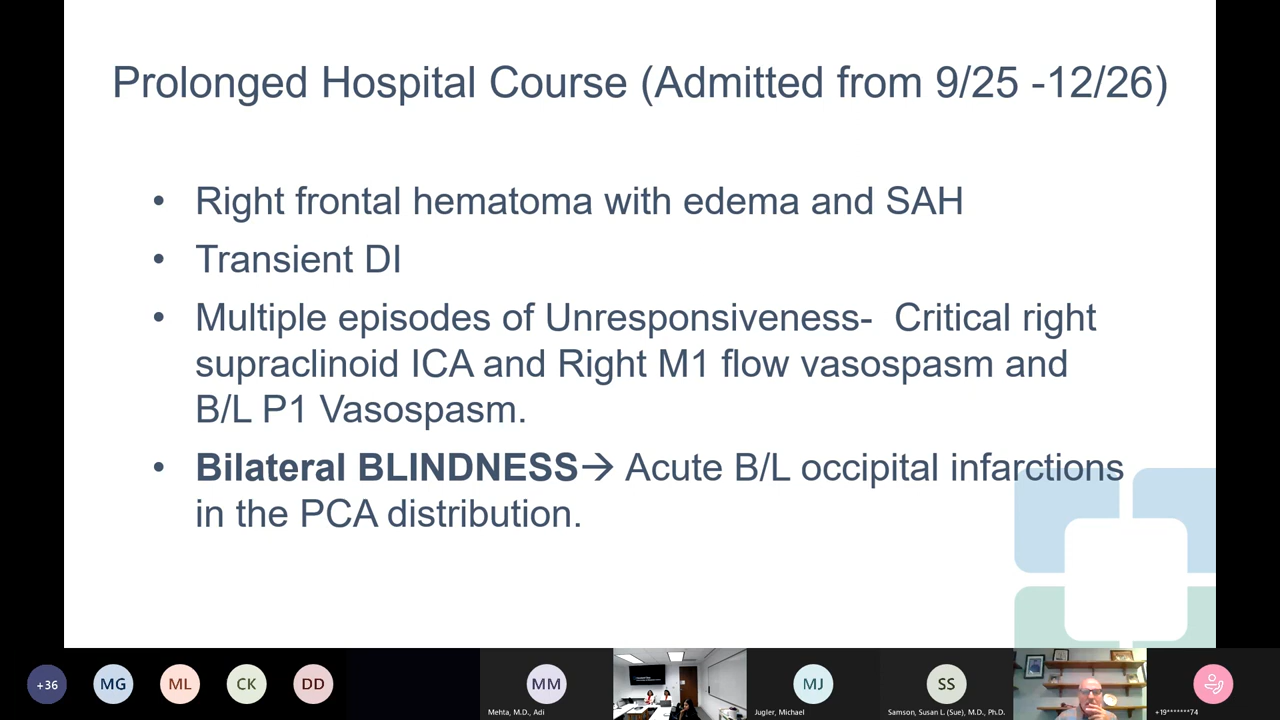 Prolonged Hospital Course (Admitted from 9/25 -12/26)
• Right frontal hematoma with edema and SAH
• Transient DI
• Multiple episodes of Unresponsiveness-  Critical right
supraclinoid ICA and Right M1 flow vasospasm and
B/L P1 Vasospasm.
• Bilateral BLINDNESS→ Acute B/L occipital infarctions
in the PCA distribution.
+36
MG
ML
CK
DD
MM
MJ
SS
Mehta, M.D., Adi
Jugler, Michael
Samson, Susan L. (Sue), M.D., Ph.D.
+19*******74